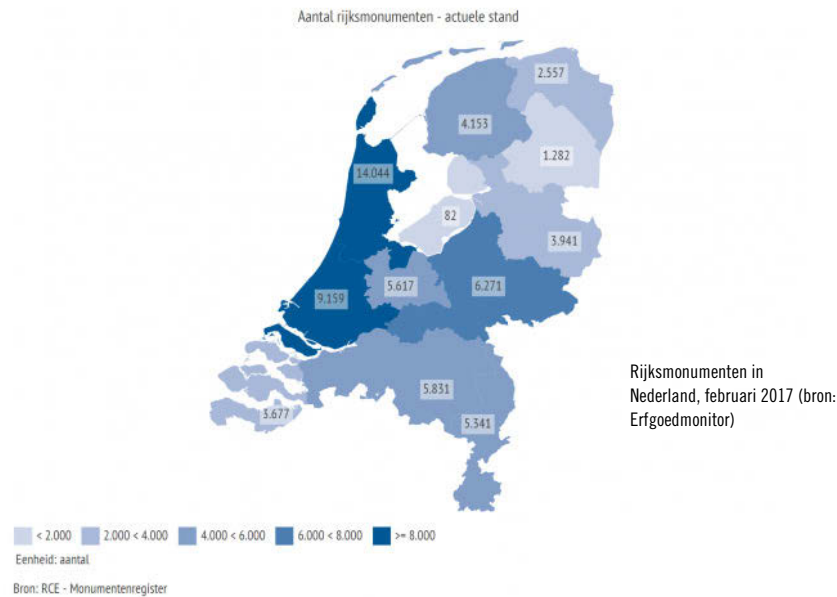 Aantal rijksmonumenten - actuele stand
2.557
4.153
1.282
14.044
82
3.941
5.617
6.271
9.159
5.831
3.677
5.341
Rijksmonumenten in
Nederland, februari 2017 (bron:
Erfgoedmonitor)
< 2.000 2.000 < 4.000 4.000 < 6.000 6.000 < 8.000 >= 8.000
Eenheid: aantal
Bron: RCE - Monumentenregister